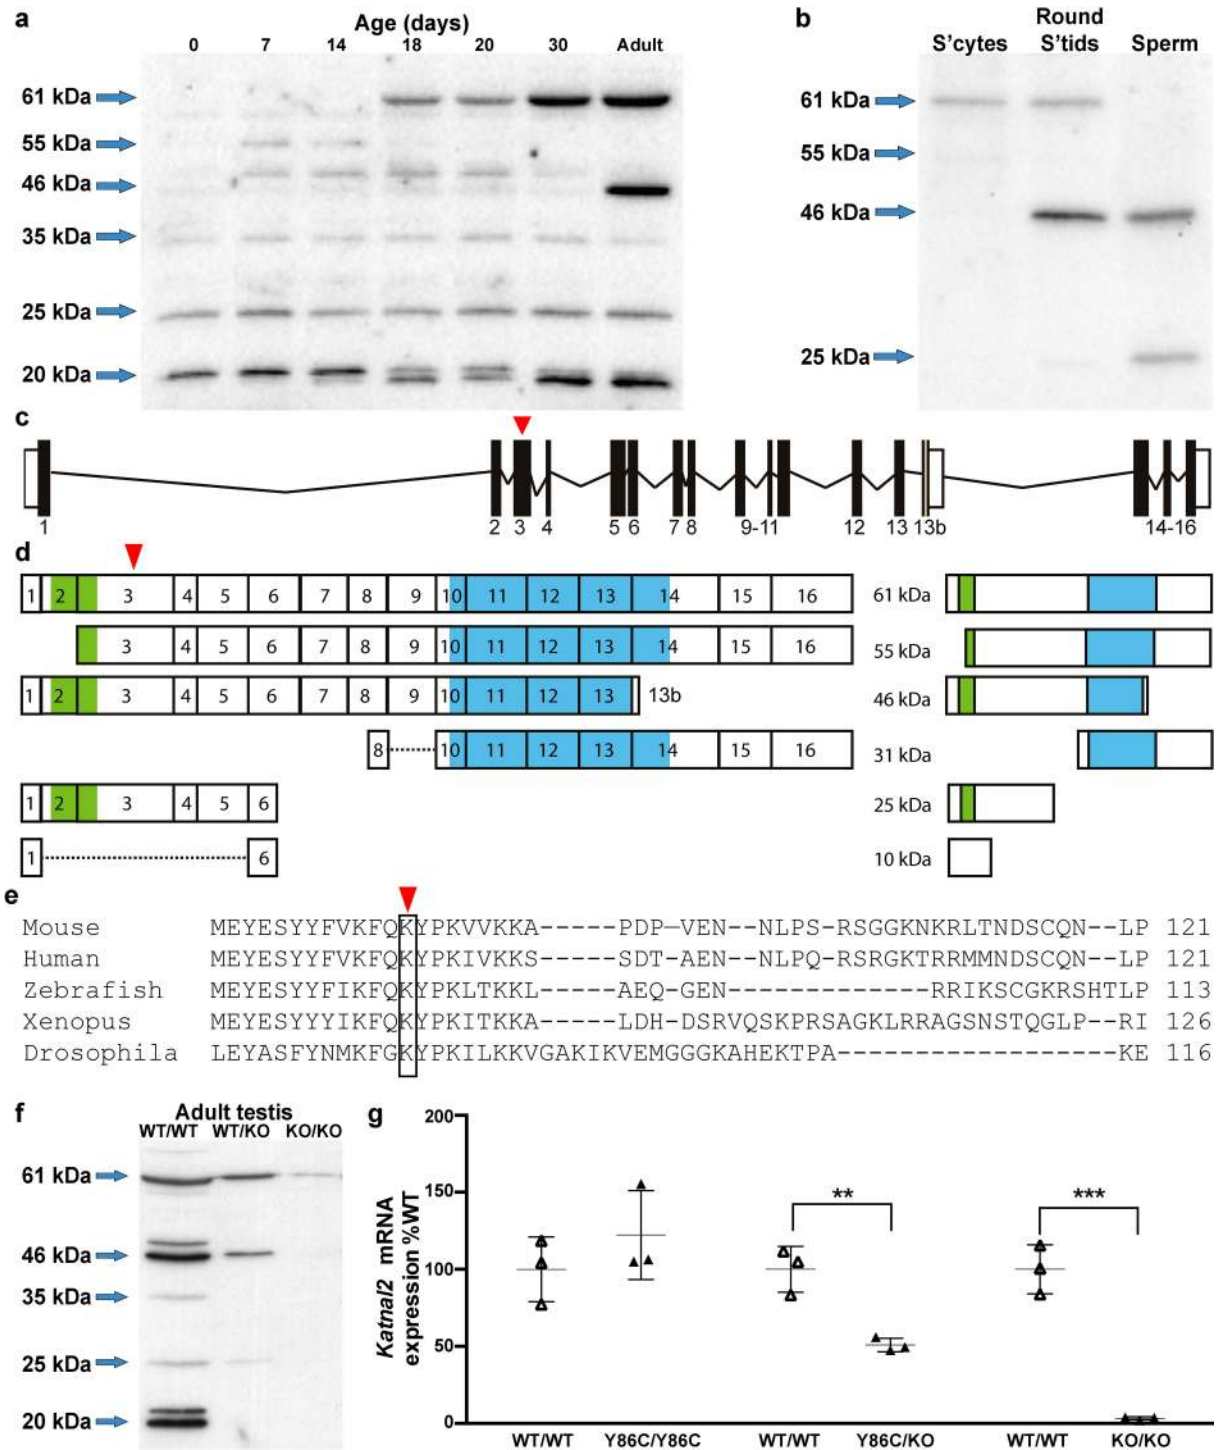 a
Age (days)
0 7 14 18 20 30 Adult
61 kDa
55 kDa
46 kDa
35 kDa
25 kDa
20 kDa
b
Round
S'cytes S'tids Sperm
61 kDa
55 kDa
46 kDa
25 kDa
c
1 2 3 4 5 6 7 8 9-11 12 13 13b 14-16
d
1 2 3 4 5 6 7 8 9 10 11 12 13 14 15 16 61 kDa
3 4 5 6 7 8 9 10 11 12 13 14 15 16 55 kDa
1 2 3 4 5 6 7 8 9 10 11 12 13 13b 46 kDa
8 10 11 12 13 14 15 16 31 kDa
1 2 3 4 5 6 25 kDa
1 6 10 kDa
e
Mouse MEYESYYFVKFQKYPKVVKKA-----PDP-VEN--NLPS-RSGGKNKRLTNDSCQN--LP 121
Human MEYESYYFVKFQKYPKIVKKS-----SDT-AEN--NLPQ-RSRGKTRRMMNDSCQN--LP 121
Zebrafish MEYESYYFIKFQKYPKLTKKL-----AEQ-GEN--------------RRIKSCGKRSHTLP 113
Xenopus MEYESYYYIKFQKYPKITKKA-----LDH-DSRVQSKPRSAGKLRRAGSNSTQGLP--RI 126
Drosophila LEYASFYNMKFGKYPKILKKVGAKIKVEMGGGKAHEKTPA------------------KE 116
f
Adult testis
WT/WT WT/KO KO/KO
61 kDa
46 kDa
35 kDa
25 kDa
20 kDa
g
Katnal2 mRNA
expression %WT
200
150
100
50
0
**
***
WT/WT Y86C/Y86C WT/WT Y86C/KO WT/WT KO/KO